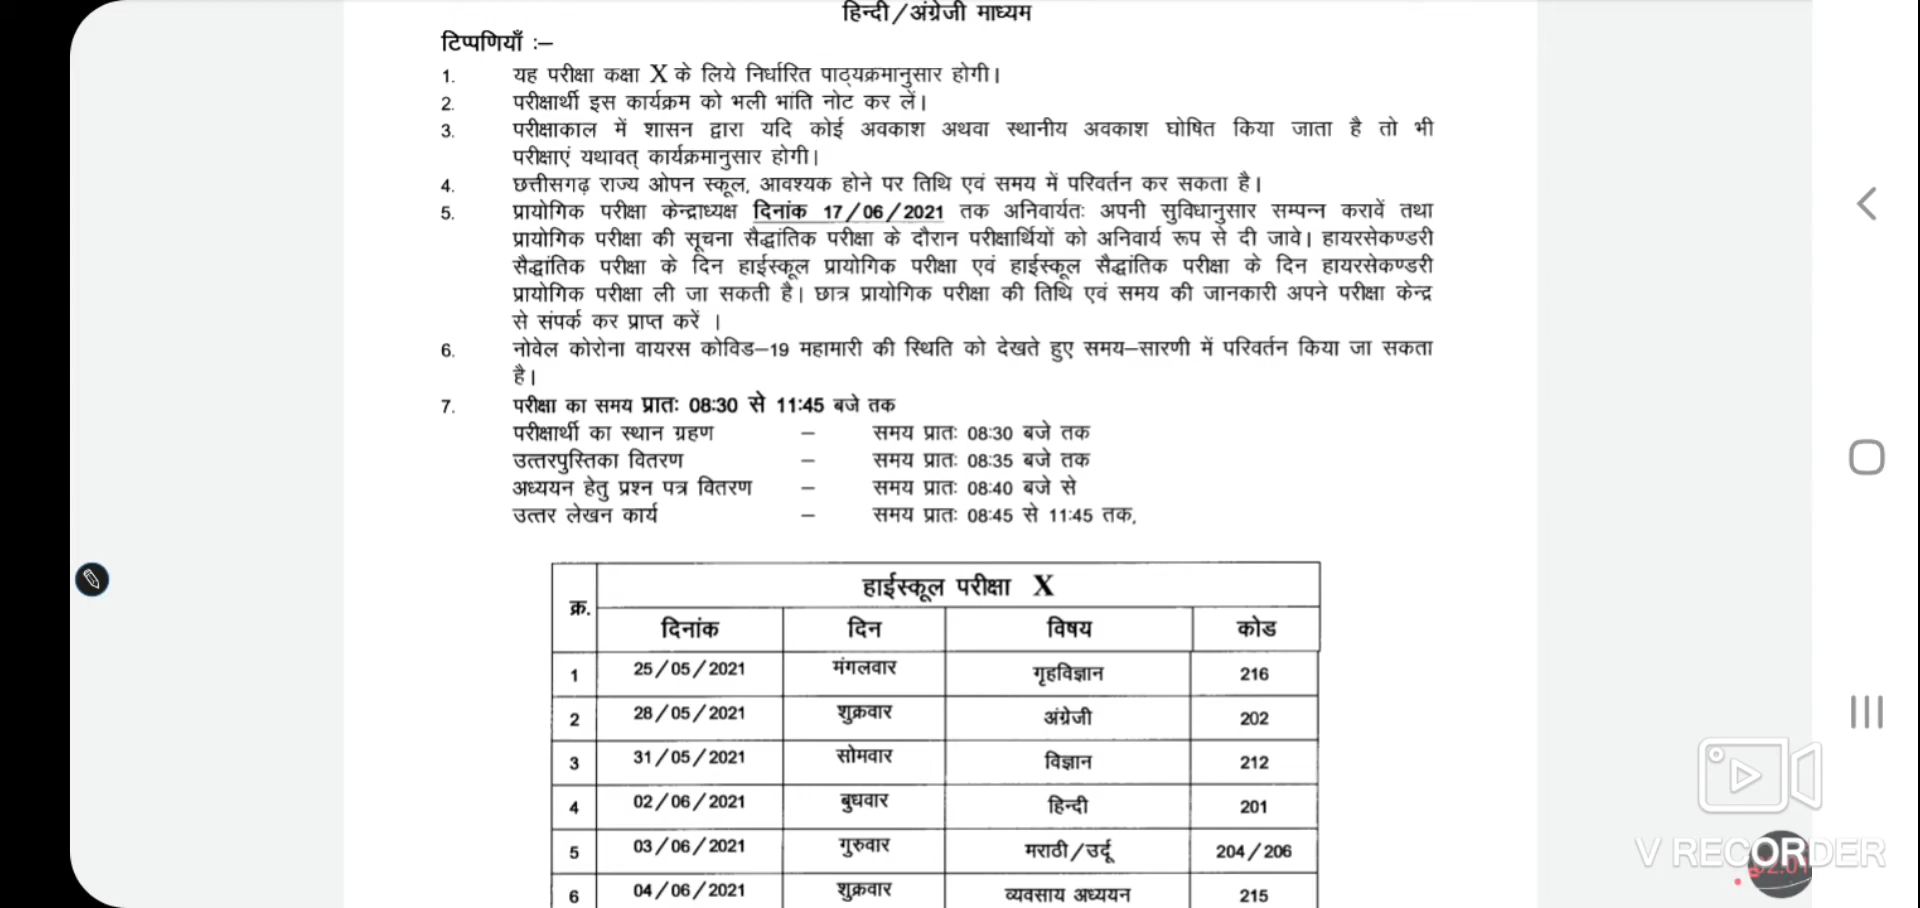 हिन्दी/अंग्रेजी माध्यम
टिप्पणियाँ :–
1. यह परीक्षा कक्षा X के लिये निर्धारित पाठ्यक्रमानुसार होगी।
2. परीक्षार्थी इस कार्यक्रम को भली भांति नोट कर लें।
3. परीक्षाकाल में शासन द्वारा यदि कोई अवकाश अथवा स्थानीय अवकाश घोषित किया जाता है तो भी
परीक्षाएं यथावत् कार्यक्रमानुसार होगी।
4. छत्तीसगढ़ राज्य ओपन स्कूल, आवश्यक होने पर तिथि एवं समय में परिवर्तन कर सकता है।
5. प्रायोगिक परीक्षा केन्द्राध्यक्ष दिनांक 17/06/2021 तक अनिवार्यतः अपनी सुविधानुसार सम्पन्न करावें तथा
प्रायोगिक परीक्षा की सूचना सैद्धांतिक परीक्षा के दौरान परीक्षार्थियों को अनिवार्य रूप से दी जावे। हायरसेकण्डरी
सैद्धांतिक परीक्षा के दिन हाईस्कूल प्रायोगिक परीक्षा एवं हाईस्कूल सैद्धांतिक परीक्षा के दिन हायरसेकण्डरी
प्रायोगिक परीक्षा ली जा सकती है। छात्र प्रायोगिक परीक्षा की तिथि एवं समय की जानकारी अपने परीक्षा केन्द्र
से संपर्क कर प्राप्त करें ।
6. नोवेल कोरोना वायरस कोविड–19 महामारी की स्थिति को देखते हुए समय–सारणी में परिवर्तन किया जा सकता
है।
7. परीक्षा का समय प्रातः 08:30 से 11:45 बजे तक
परीक्षार्थी का स्थान ग्रहण – समय प्रातः 08:30 बजे तक
उत्तरपुस्तिका वितरण – समय प्रातः 08:35 बजे तक
अध्ययन हेतु प्रश्न पत्र वितरण – समय प्रातः 08:40 बजे से
उत्तर लेखन कार्य – समय प्रातः 08:45 से 11:45 तक,
क्र. हाईस्कूल परीक्षा X
दिनांक दिन विषय कोड
1 25/05/2021 मंगलवार गृहविज्ञान 216
2 28/05/2021 शुक्रवार अंग्रेजी 202
3 31/05/2021 सोमवार विज्ञान 212
4 02/06/2021 बुधवार हिन्दी 201
5 03/06/2021 गुरुवार मराठी/उर्दू 204/206
6 04/06/2021 शुक्रवार व्यवसाय अध्ययन 215
V RECORDER